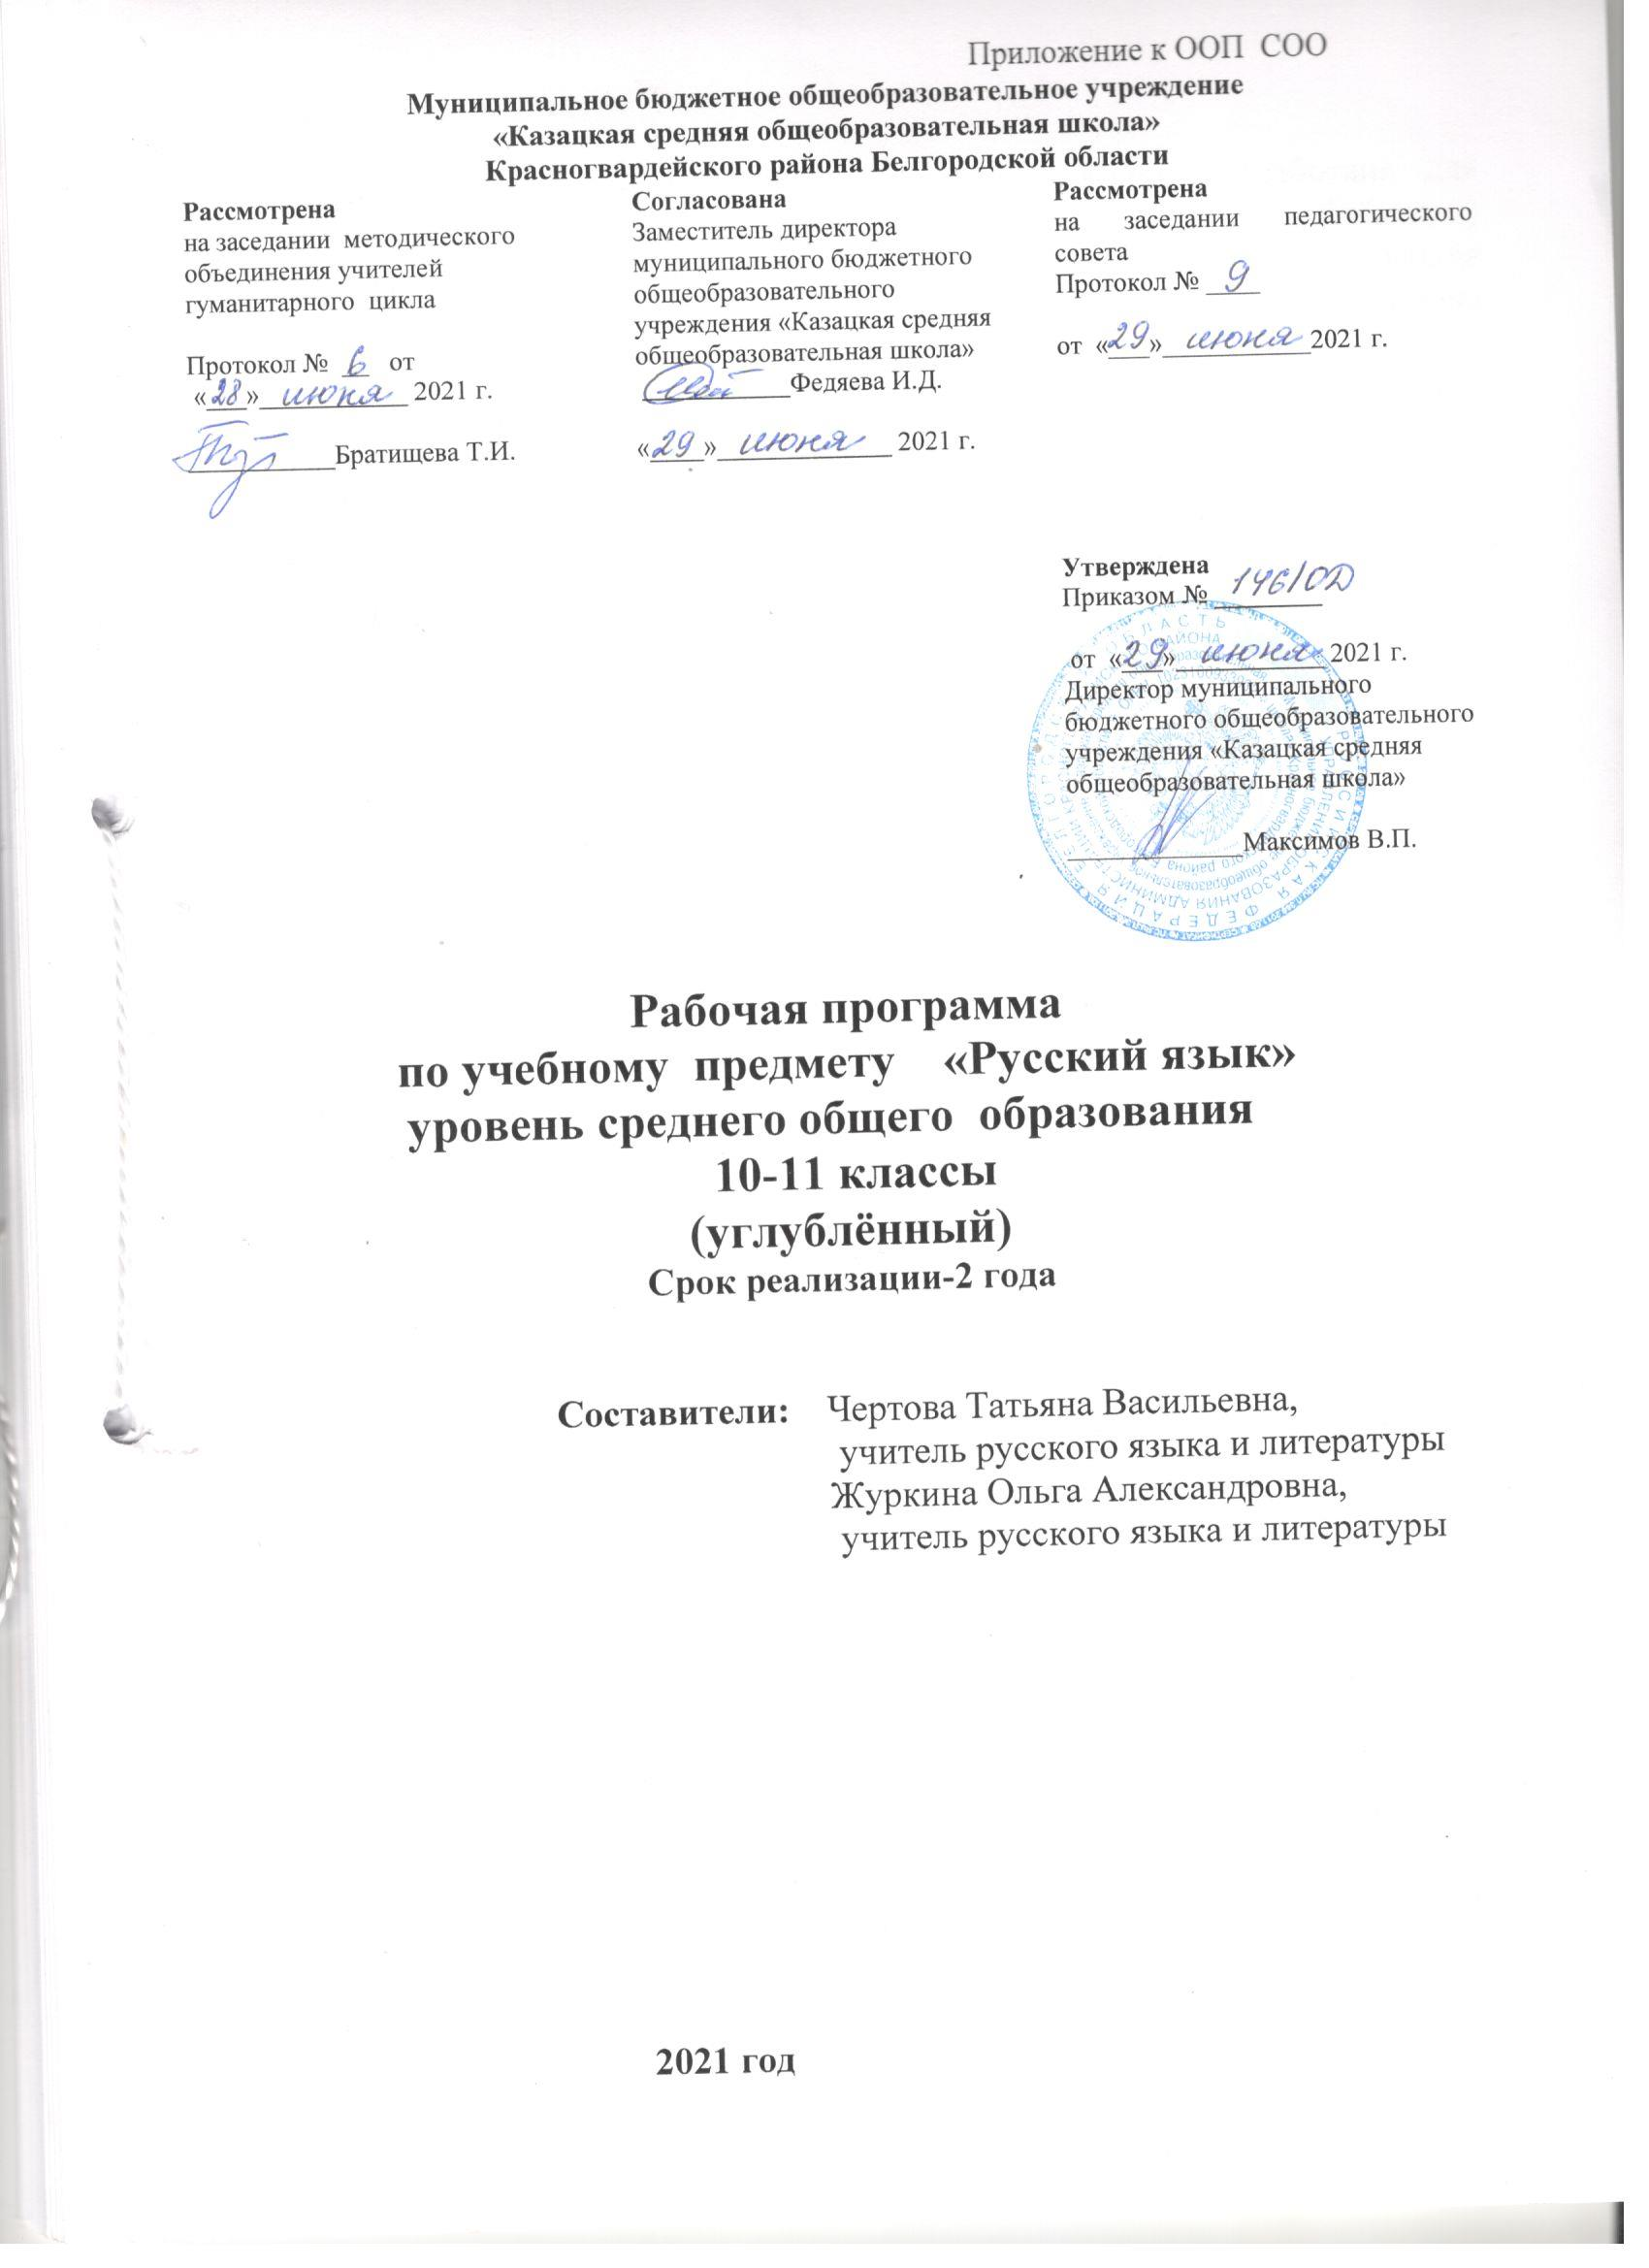 Приложение к ООП СОО
Муниципальное бюджетное общеобразовательное учреждение
«Казацкая средняя общеобразовательная школа»
Красногвардейского района Белгородской области
Рассмотрена
на заседании методического
объединения учителей
гуманитарного цикла
Протокол № 6 от
«28» июня 2021 г.
Братищева Т.И.
Согласована
Заместитель директора
муниципального бюджетного
общеобразовательного
учреждения «Казацкая средняя
общеобразовательная школа»
Федяева И.Д.
«29» июня 2021 г.
Рассмотрена
на заседании педагогического
совета
Протокол № 9
от «29» июня 2021 г.
Утверждена
Приказом № 146/ОД
от «29» июня 2021 г.
Директор муниципального
бюджетного общеобразовательного
учреждения «Казацкая средняя
общеобразовательная школа»
Максимов В.П.
РОССИЙСКАЯ ФЕДЕРАЦИЯ БЕЛГОРОДСКАЯ ОБЛАСТЬ
Рабочая программа
по учебному предмету «Русский язык»
уровень среднего общего образования
10-11 классы
(углублённый)
Срок реализации-2 года
Составители: Чертова Татьяна Васильевна,
учитель русского языка и литературы
Журкина Ольга Александровна,
учитель русского языка и литературы
2021 год